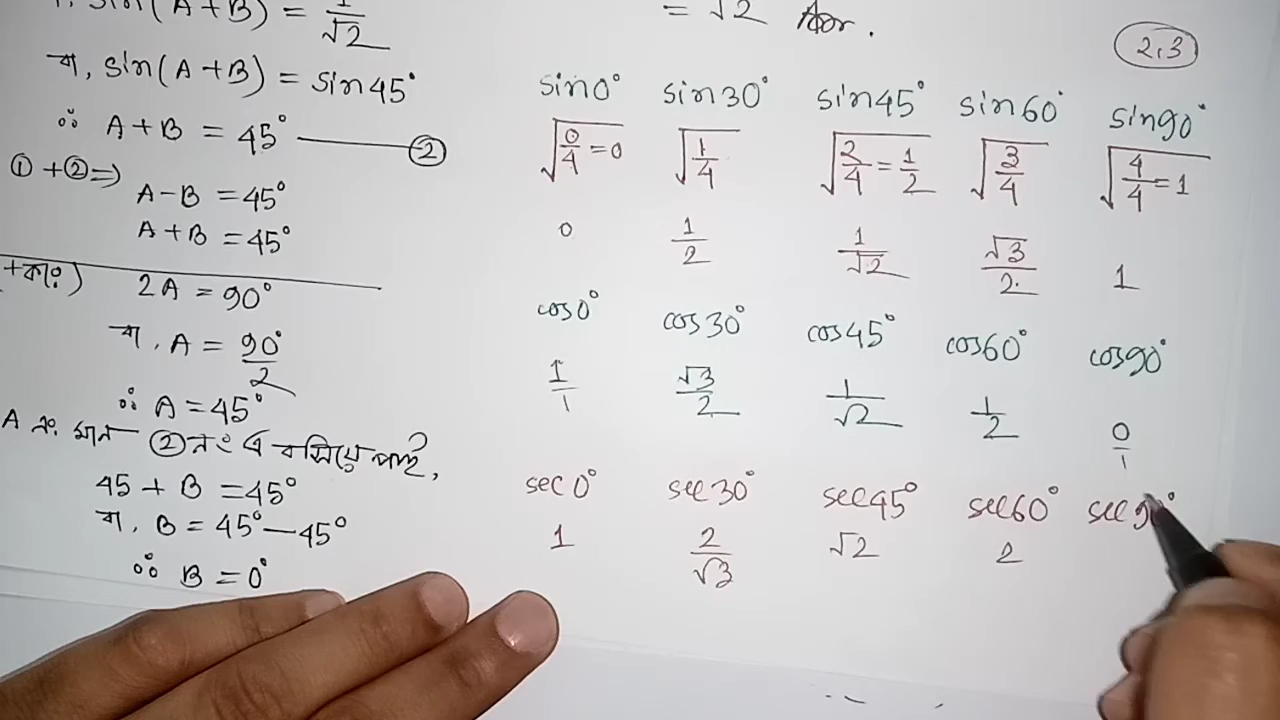 sin(A+B) = 1/√2
বা, sin(A+B) = sin45°
∴ A+B = 45° ——— ②
① + ② ⇒
A-B = 45°
A+B = 45°
2A = 90°
বা, A = 90°/2
∴ A = 45°
A এর মান ② নং এ বসিয়ে পাই,
45 + B = 45°
বা, B = 45° — 45°
∴ B = 0°
= √2
2,3
sin0° sin30° sin45° sin60° sin90°
√(0/4) = 0 √(1/4) √(2/4 = 1/2) √(3/4) √(4/4 = 1)
0 1/2 1/√2 √3/2 1
cos0° cos30° cos45° cos60° cos90°
1/1 √3/2 1/√2 1/2 0/1
sec0° sec30° sec45° sec60° sec90°
1 2/√3 √2 2